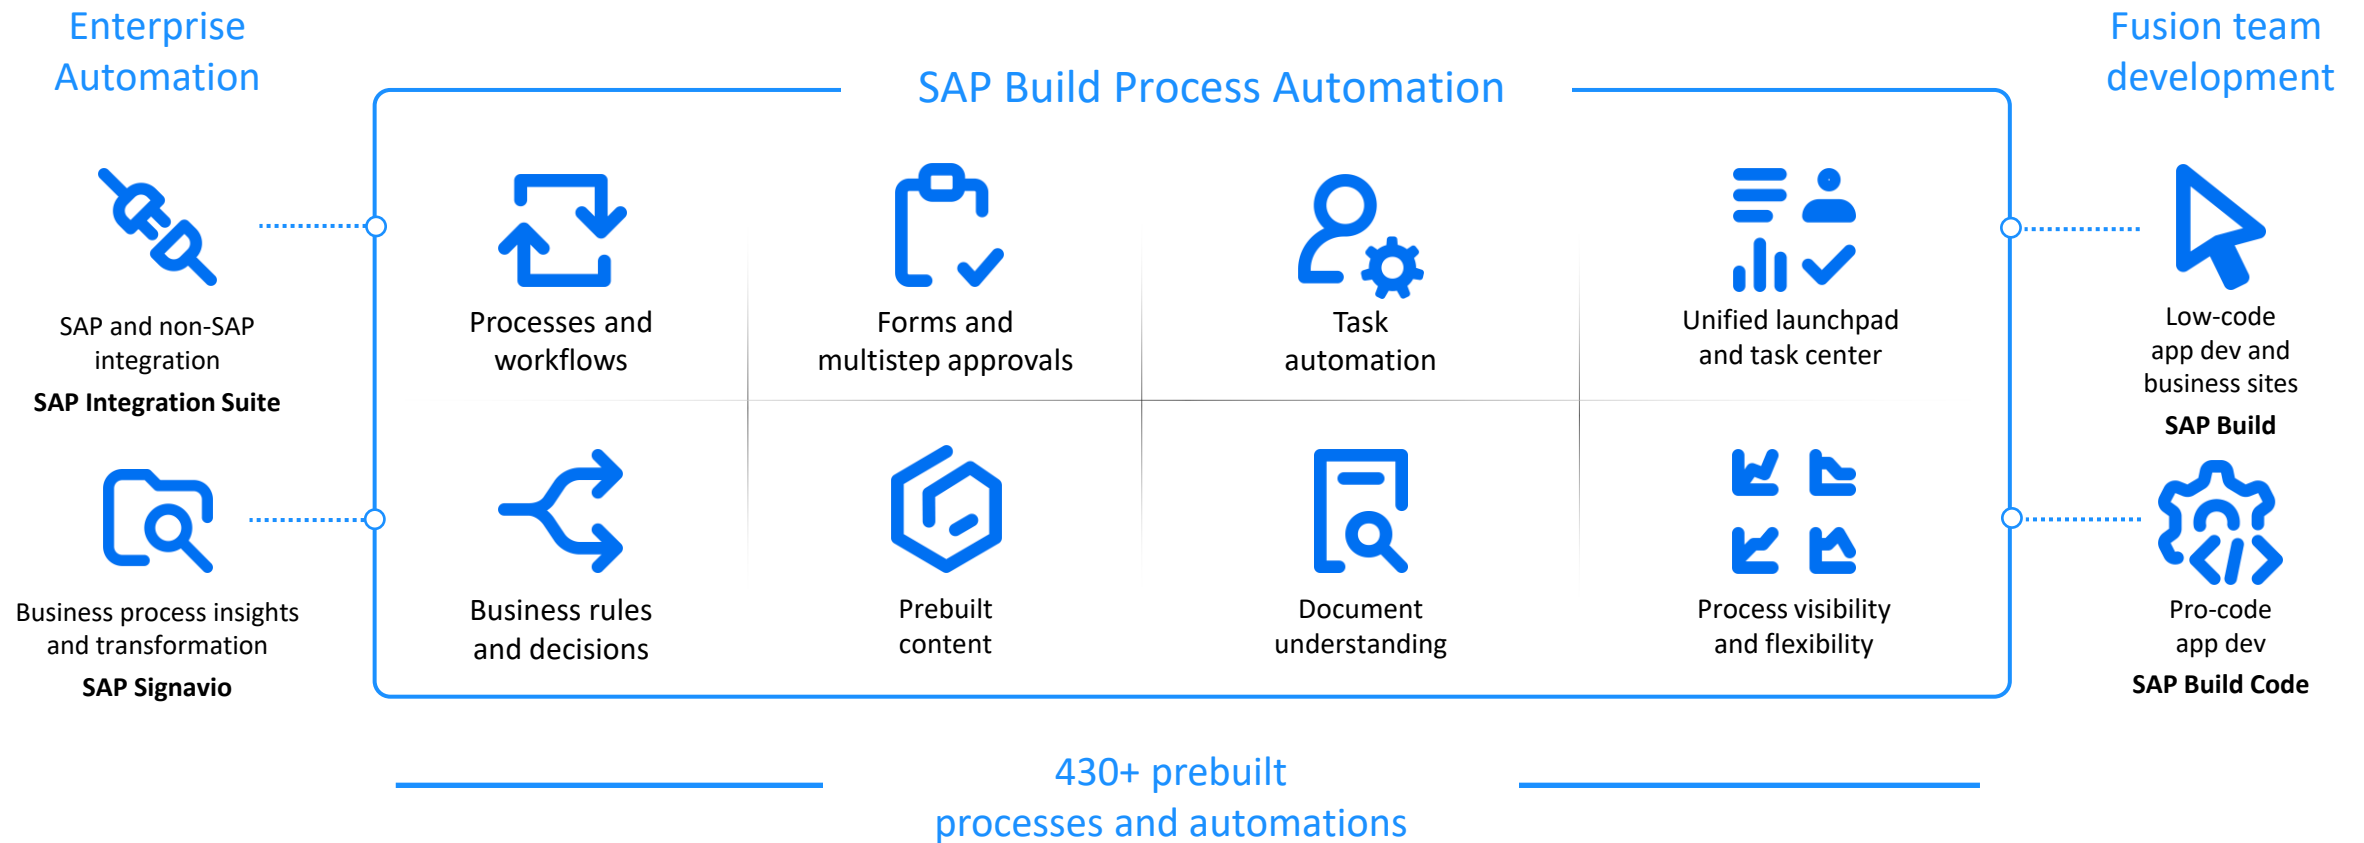 Enterprise
Automation
SAP and non-SAP
integration
SAP Integration Suite
Business process insights
and transformation
SAP Signavio
SAP Build Process Automation
Processes and
workflows
Forms and
multistep approvals
Task
automation
Unified launchpad
and task center
Business rules
and decisions
Prebuilt
content
Document
understanding
Process visibility
and flexibility
430+ prebuilt
processes and automations
Fusion team
development
Low-code
app dev and
business sites
SAP Build
Pro-code
app dev
SAP Build Code